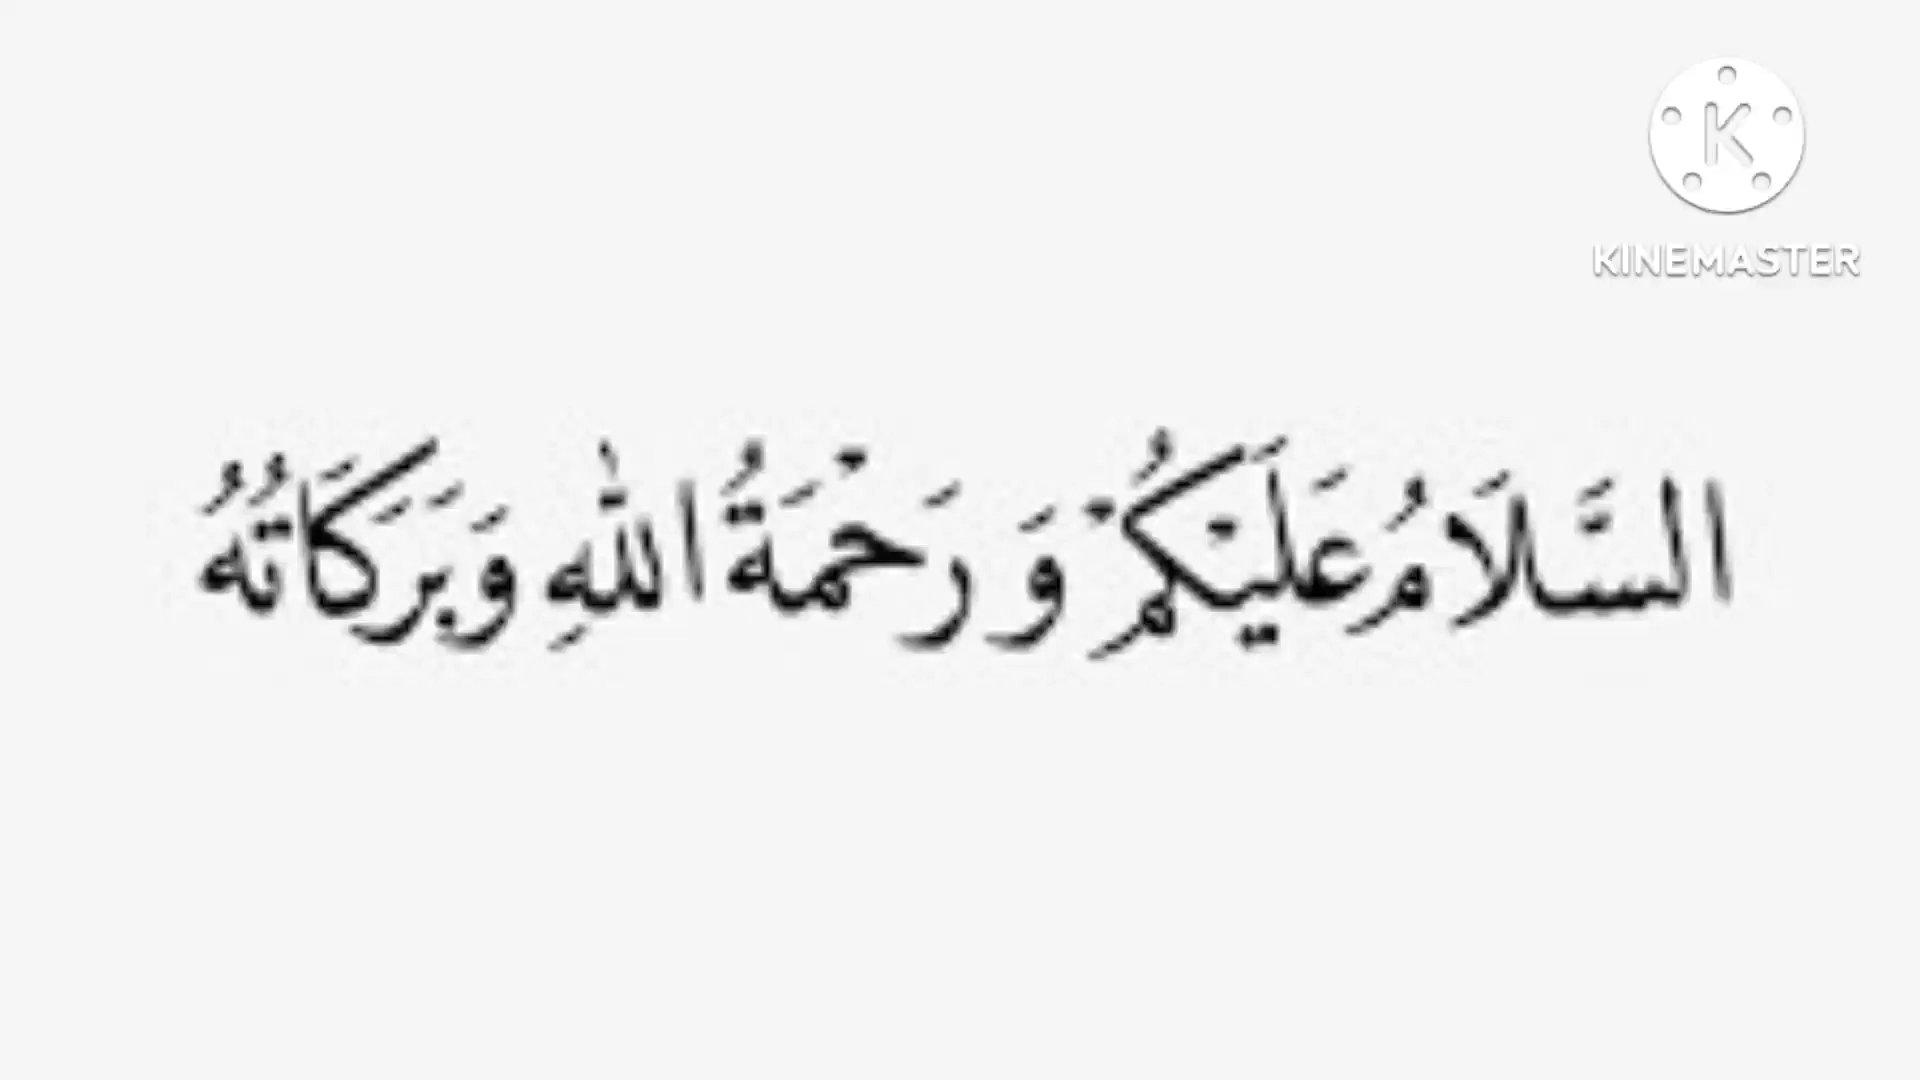 KINEMASTER
السَّلَامُ عَلَيْكُمْ وَ رَحْمَةُ اللهِ وَبَرَكَاتُهُ